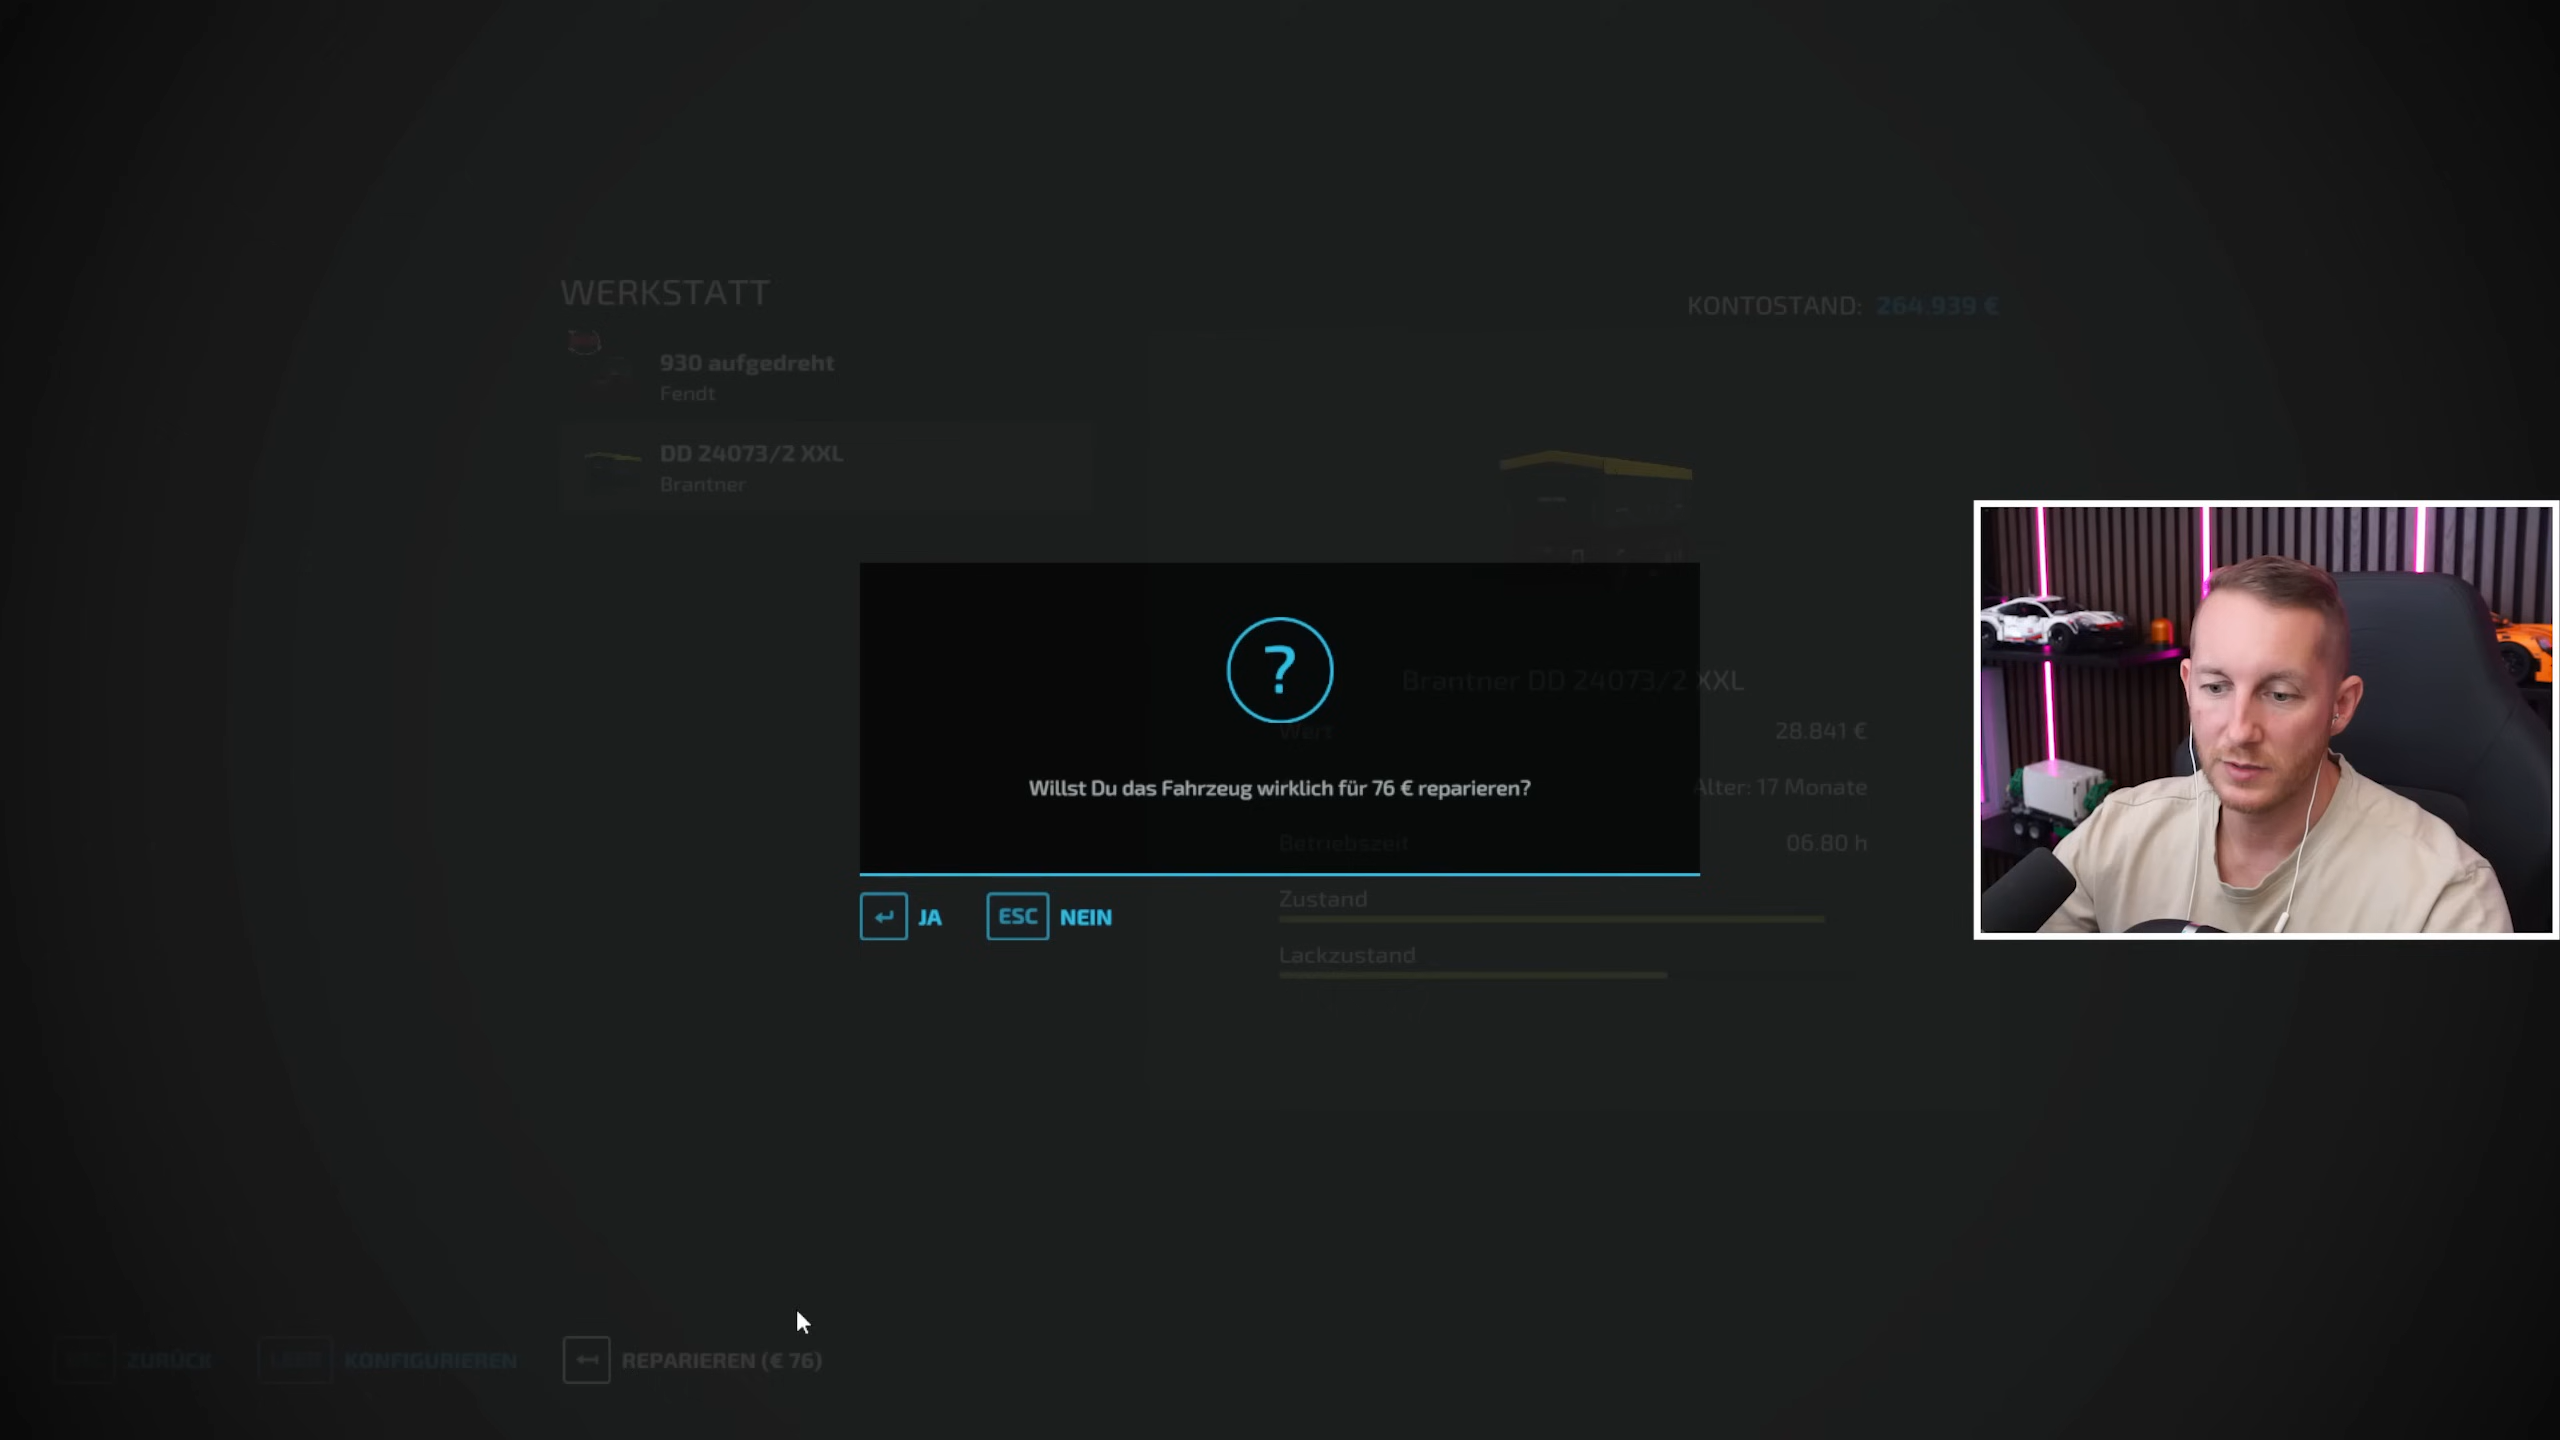 WERKSTATT
KONTOSTAND: 264.939 €
930 aufgedreht
Fendt
DD 24073/2 XXL
Brantner
Brantner DD 24073/2 XXL
Wert
28.841 €
Willst Du das Fahrzeug wirklich für 76 € reparieren?
Alter: 17 Monate
Betriebszeit
06.80 h
JA
ESC NEIN
Zustand
Lackzustand
ZURÜCK
KONFIGURIEREN
REPARIEREN (€ 76)